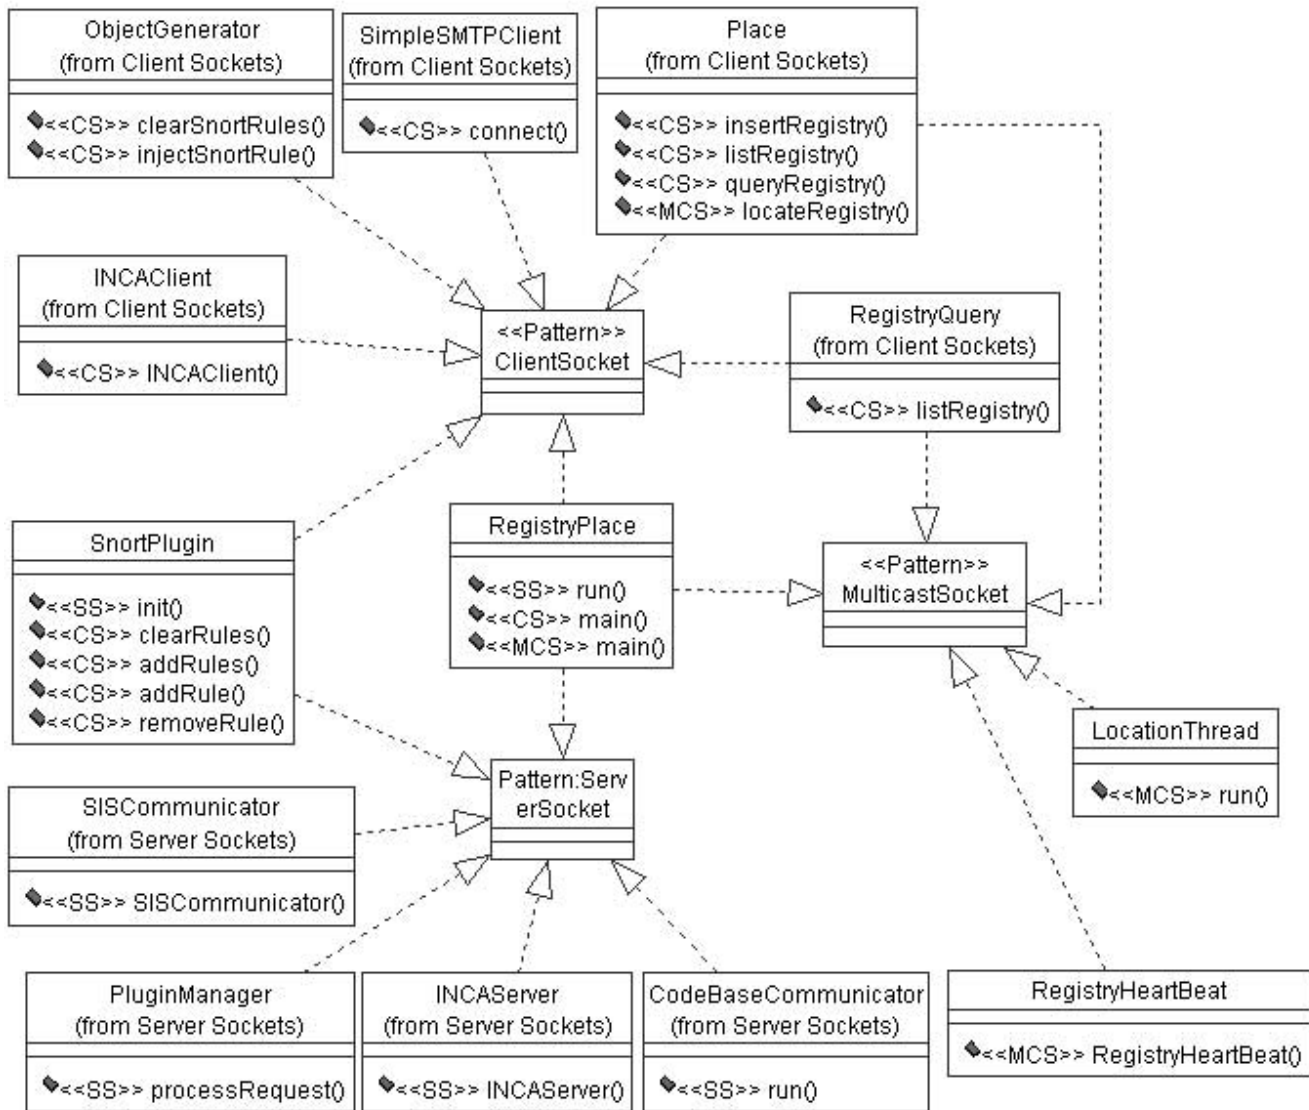 ObjectGenerator
(from Client Sockets)
<<CS>> clearSnortRules()
<<CS>> injectSnortRule()
SimpleSMTPClient
(from Client Sockets)
<<CS>> connect()
Place
(from Client Sockets)
<<CS>> insertRegistry()
<<CS>> listRegistry()
<<CS>> queryRegistry()
<<MCS>> locateRegistry()
INCAClient
(from Client Sockets)
<<CS>> INCAClient()
<<Pattern>>
ClientSocket
RegistryQuery
(from Client Sockets)
<<CS>> listRegistry()
SnortPlugin
<<SS>> init()
<<CS>> clearRules()
<<CS>> addRules()
<<CS>> addRule()
<<CS>> removeRule()
RegistryPlace
<<SS>> run()
<<CS>> main()
<<MCS>> main()
<<Pattern>>
MulticastSocket
LocationThread
<<MCS>> run()
SISCommunicator
(from Server Sockets)
<<SS>> SISCommunicator()
Pattern:Serv
erSocket
PluginManager
(from Server Sockets)
<<SS>> processRequest()
INCAServer
(from Server Sockets)
<<SS>> INCAServer()
CodeBaseCommunicator
(from Server Sockets)
<<SS>> run()
RegistryHeartBeat
<<MCS>> RegistryHeartBeat()